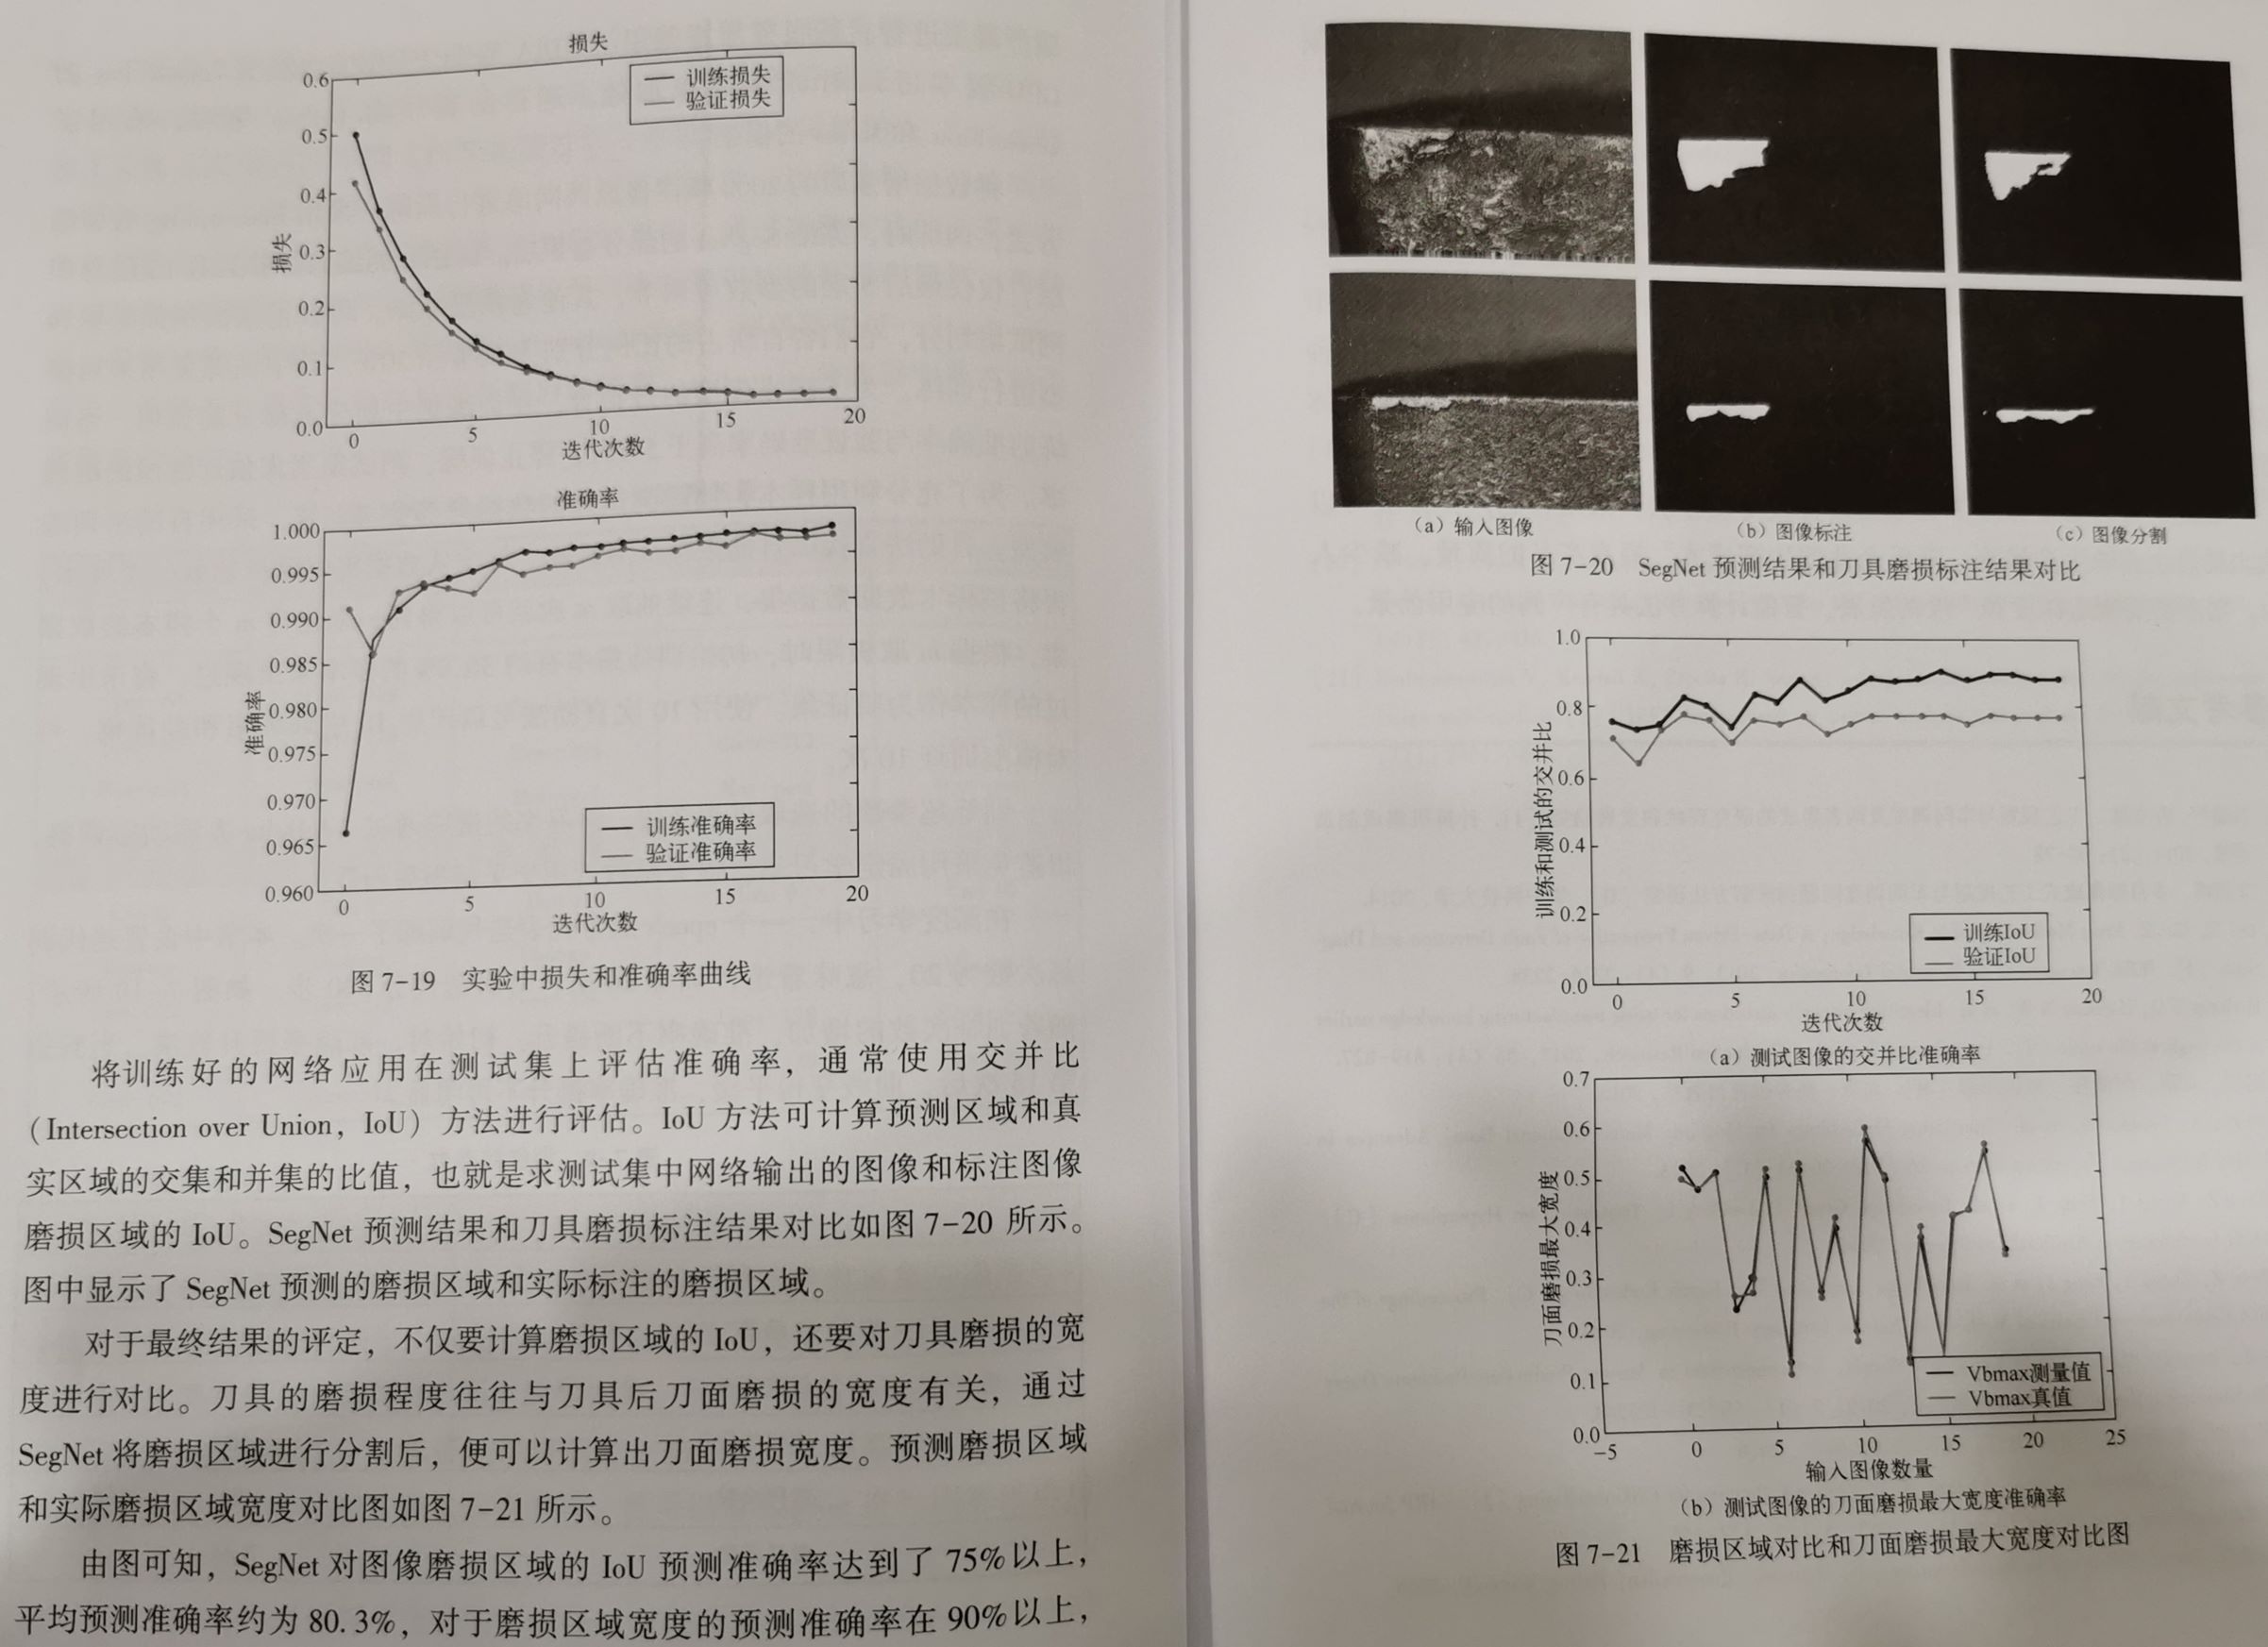 损失
0.6
0.5
0.4
0.3
0.2
0.1
0.0
损失
训练损失
验证损失
0
5
10
15
20
迭代次数
准确率
1.000
0.995
0.990
0.985
0.980
0.975
0.970
0.965
0.960
准确率
训练准确率
验证准确率
0
5
10
15
20
迭代次数
图 7-19 实验中损失和准确率曲线
将训练好的网络应用在测试集上评估准确率，通常使用交并比
（Intersection over Union，IoU）方法进行评估。IoU 方法可计算预测区域和真
实区域的交集和并集的比值，也就是求测试集中网络输出的图像和标注图像
磨损区域的 IoU。SegNet 预测结果和刀具磨损标注结果对比如图 7-20 所示。
图中显示了 SegNet 预测的磨损区域和实际标注的磨损区域。
对于最终结果的评定，不仅要计算磨损区域的 IoU，还要对刀具磨损的宽
度进行对比。刀具的磨损程度往往与刀具后刀面磨损的宽度有关，通过
SegNet 将磨损区域进行分割后，便可以计算出刀面磨损宽度。预测磨损区域
和实际磨损区域宽度对比图如图 7-21 所示。
由图可知，SegNet 对图像磨损区域的 IoU 预测准确率达到了 75%以上，
平均预测准确率约为 80.3%，对于磨损区域宽度的预测准确率在 90%以上，
（a）输入图像
（b）图像标注
（c）图像分割
图 7-20 SegNet 预测结果和刀具磨损标注结果对比
1.0
0.8
0.6
0.4
0.2
0.0
训练和测试的交并比
训练IoU
验证IoU
0
5
10
15
20
迭代次数
（a）测试图像的交并比准确率
0.7
0.6
0.5
0.4
0.3
0.2
0.1
0.0
刀面磨损最大宽度
Vbmax测量值
Vbmax真值
-5
0
5
10
15
20
25
输入图像数量
（b）测试图像的刀面磨损最大宽度准确率
图 7-21 磨损区域对比和刀面磨损最大宽度对比图